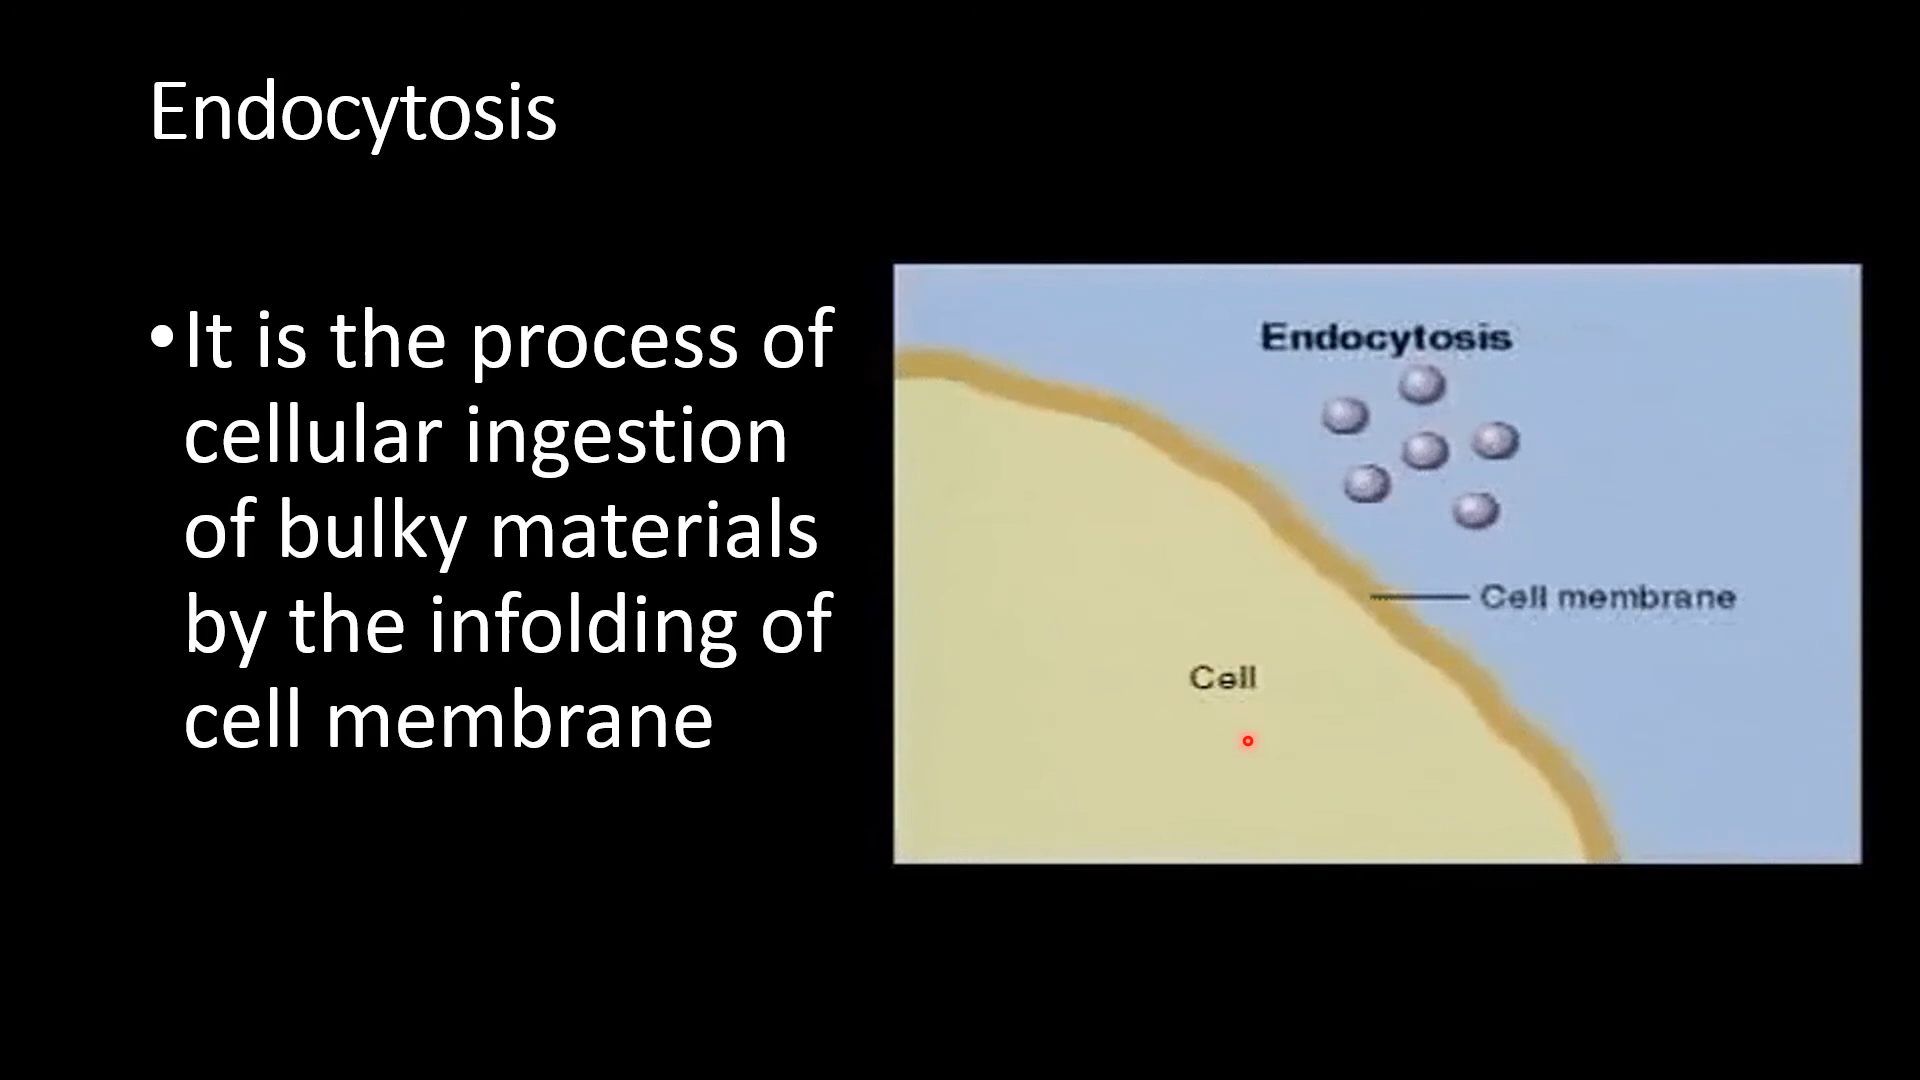 Endocytosis
•It is the process of
cellular ingestion
of bulky materials
by the infolding of
cell membrane
Endocytosis
Cell membrane
Cell